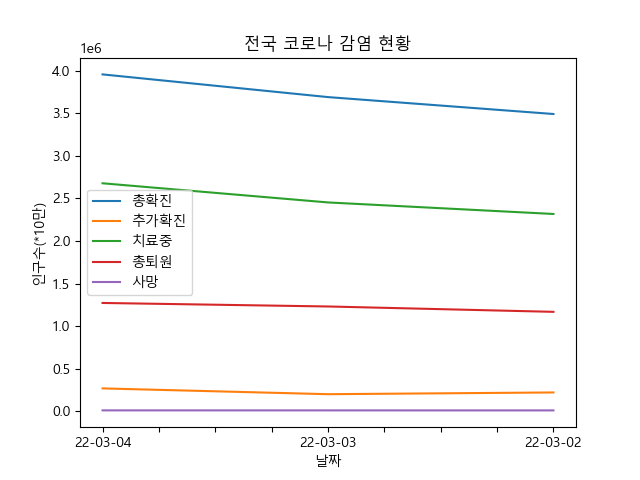 전국 코로나 감염 현황
1e6
4.0
3.5
3.0
2.5
2.0
1.5
1.0
0.5
0.0
인구수(*10만)
총확진
추가확진
치료중
총퇴원
사망
22-03-04 22-03-03 22-03-02
날짜